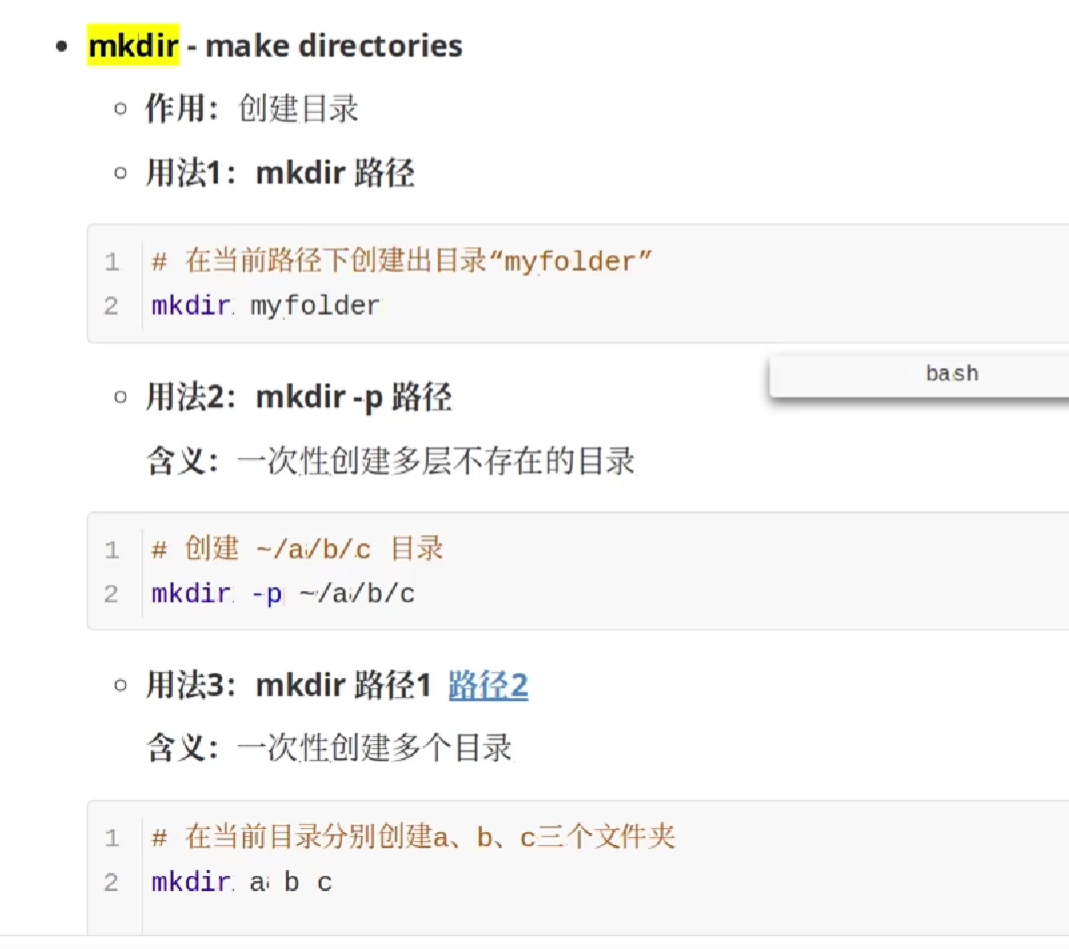 mkdir - make directories
作用：创建目录
用法1：mkdir 路径
1 # 在当前路径下创建出目录“myfolder”
2 mkdir myfolder
bash
用法2：mkdir -p 路径
含义：一次性创建多层不存在的目录
1 # 创建 ~/a/b/c 目录
2 mkdir -p ~/a/b/c
用法3：mkdir 路径1 路径2
含义：一次性创建多个目录
1 # 在当前目录分别创建a、b、c三个文件夹
2 mkdir a b c